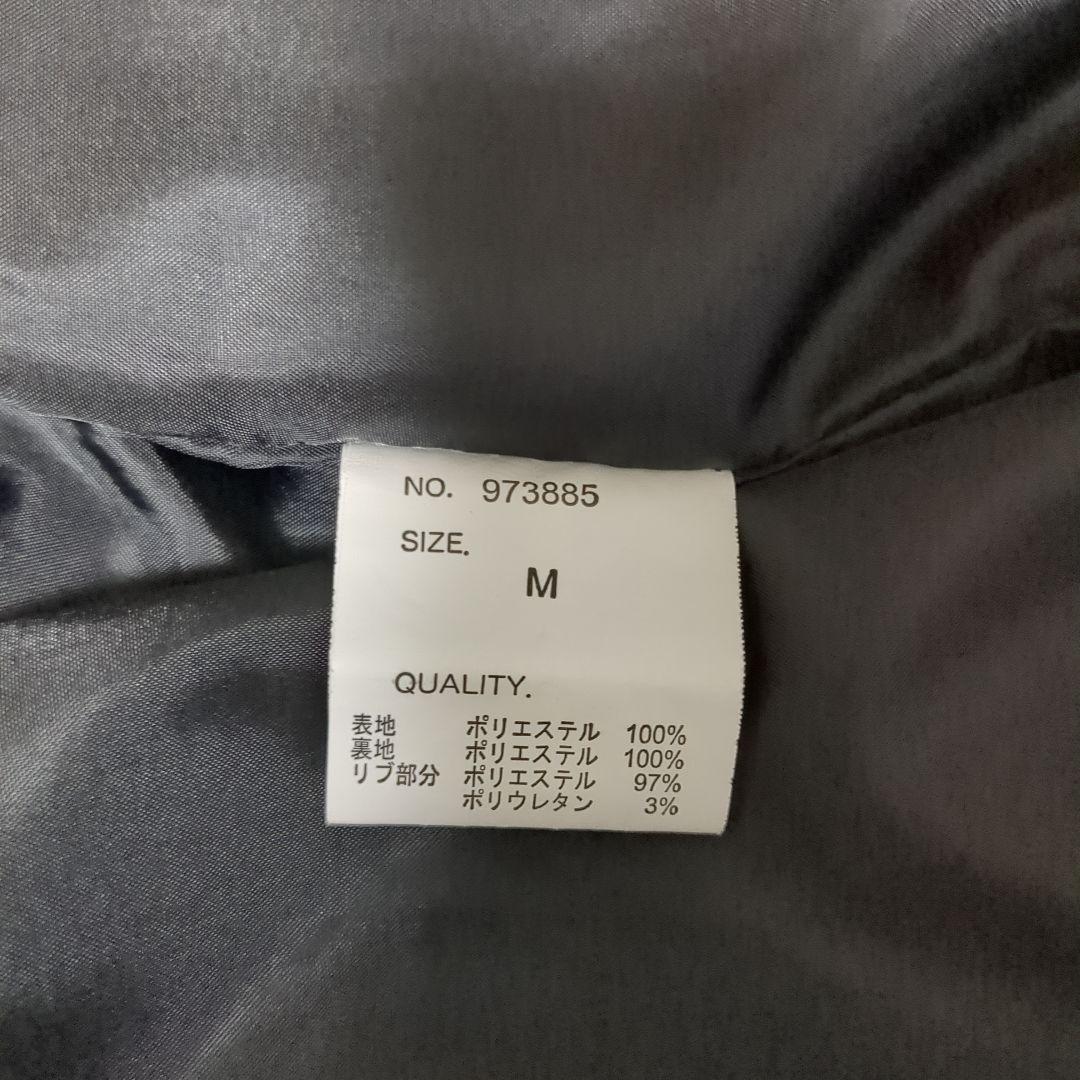 NO. 973885
SIZE.
M
QUALITY.
表地 ポリエステル 100%
裏地 ポリエステル 100%
リブ部分 ポリエステル 97%
ポリウレタン 3%